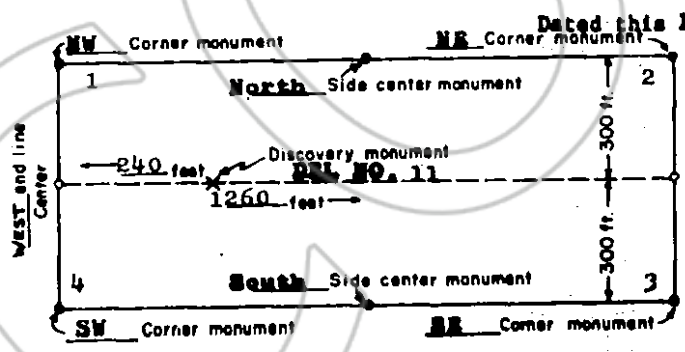 Dated this
NW Corner monument
NE Corner monument
1
2
North Side center monument
300 ft.
240 feet
Discovery monument
NO. 11
WEST end line
Center
1260 feet
300 ft.
4
South Side center monument
3
SW Corner monument
SE Corner monument